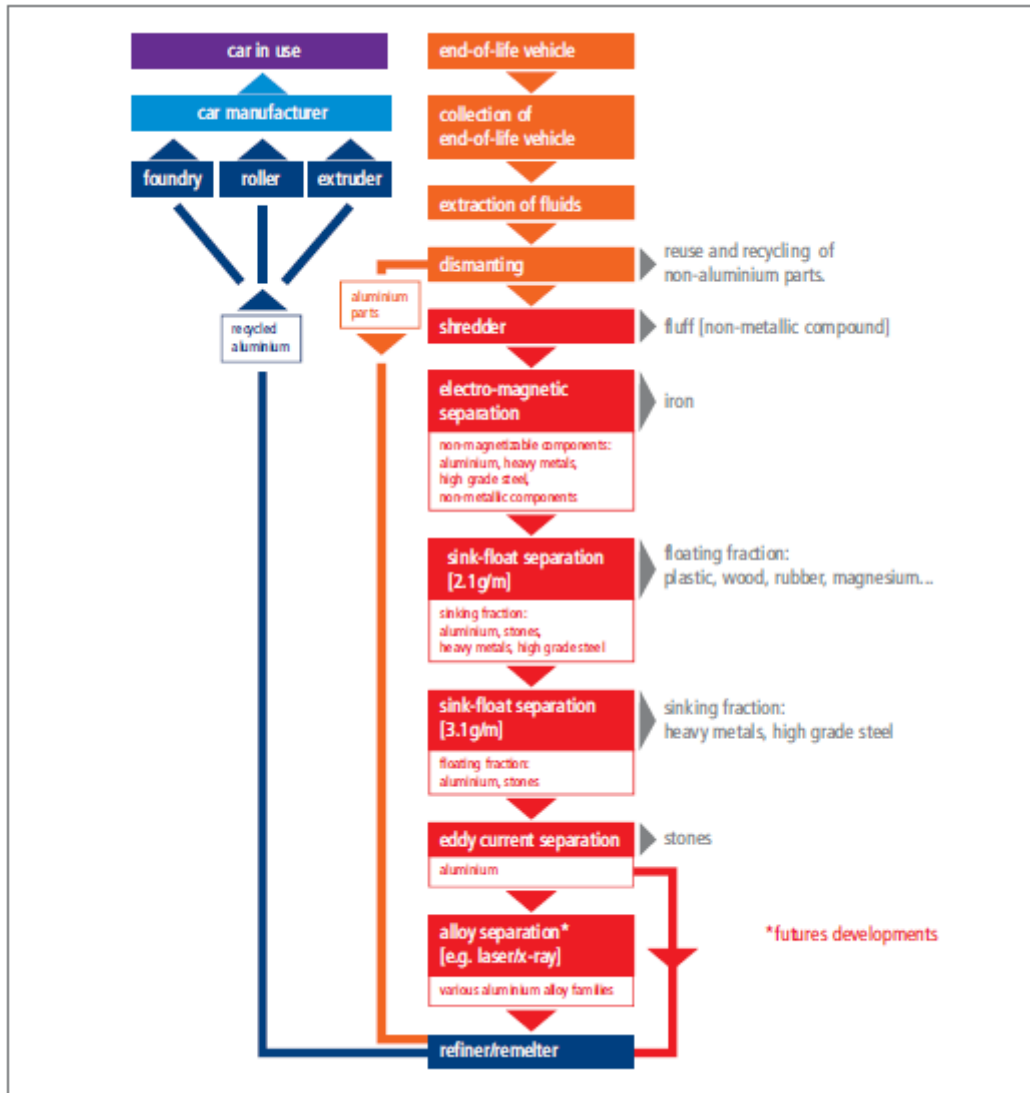 car in use
car manufacturer
foundry
roller
extruder
recycled
aluminium
aluminium
parts
end-of-life vehicle
collection of
end-of-life vehicle
extraction of fluids
dismanting
reuse and recycling of
non-aluminium parts.
shredder
fluff [non-metallic compound]
electro-magnetic
separation
iron
non-magnetizable components:
aluminium, heavy metals,
high grade steel,
non-metallic components
sink-float separation
[2.1g/m]
floating fraction:
plastic, wood, rubber, magnesium...
sinking fraction:
aluminium, stones,
heavy metals, high grade steel
sink-float separation
[3.1g/m]
sinking fraction:
heavy metals, high grade steel
floating fraction:
aluminium, stones
eddy current separation
stones
aluminium
alloy separation*
[e.g. laser/x-ray]
*futures developments
various aluminium alloy families
refiner/remelter